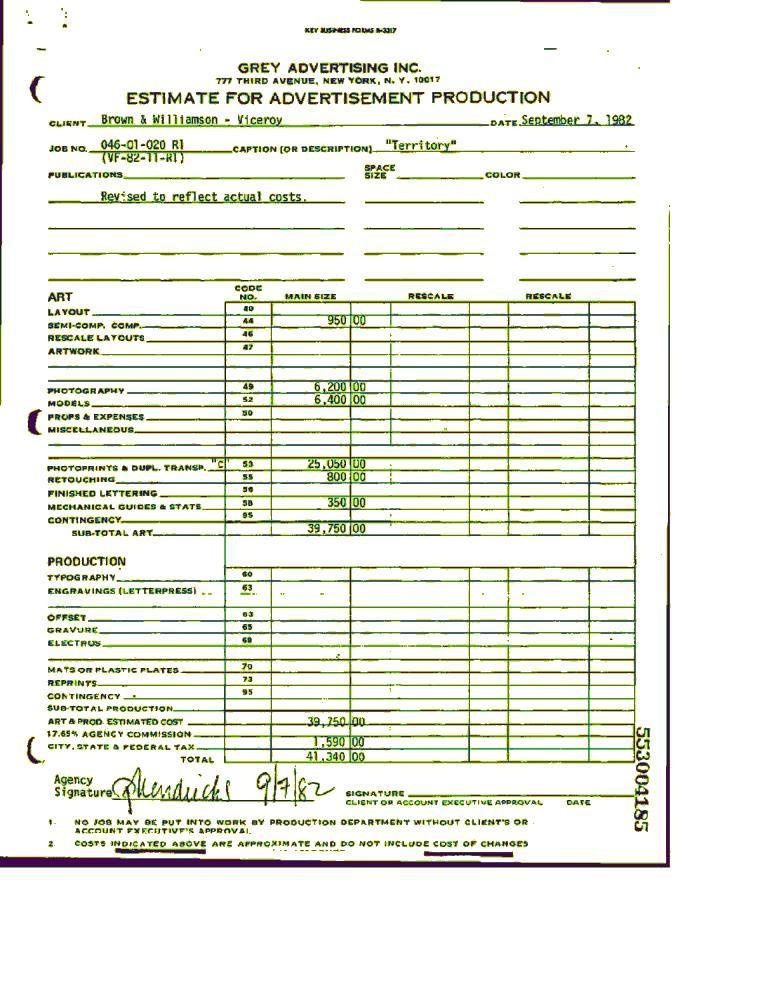 KEY BUSINESS FORMS
GREY ADVERTISING INC.
777 THIRD AVENUE, NEW YORK, N. Y. 10017
ESTIMATE FOR ADVERTISEMENT PRODUCTION
CLIENT Brown & Williamson - Viceroy DATE September 7, 1982
JOB NO. 046-01-020 R1 CAPTION (OR DESCRIPTION) "Territory"
(VF-82-11-R1)
PUBLICATIONS SPACE SIZE COLOR
Revised to reflect actual costs.
ART CODE NO. MAIN SIZE RESCALE RESCALE
LAYOUT 40
SEMI-COMP. COMP. 44 950 00
RESCALE LAYOUTS 46
ARTWORK 47
PHOTOGRAPHY 49 6,200 00
MODELS 52 6,400 00
PROPS & EXPENSES 50
MISCELLANEOUS
PHOTOPRINTS & DUPL. TRANSP. "C" 53 25,050 00
RETOUCHING 55 800 00
FINISHED LETTERING 56
MECHANICAL GUIDES & STATS 58 350 00
CONTINGENCY 95
SUB-TOTAL ART 39,750 00
PRODUCTION
TYPOGRAPHY 60
ENGRAVINGS (LETTERPRESS) 63
OFFSET 63
GRAVURE 65
ELECTROS 68
MATS OR PLASTIC PLATES 70
REPRINTS 73
CONTINGENCY 95
SUB-TOTAL PRODUCTION
ART & PROD. ESTIMATED COST 39,750 00
17.65% AGENCY COMMISSION
CITY, STATE & FEDERAL TAX 1,590 00
TOTAL 41,340 00
Agency
Signature Hendricks 9/7/82 SIGNATURE
CLIENT OR ACCOUNT EXECUTIVE APPROVAL DATE
1. NO JOB MAY BE PUT INTO WORK BY PRODUCTION DEPARTMENT WITHOUT CLIENT'S OR
ACCOUNT EXECUTIVE'S APPROVAL
2. COSTS INDICATED ABOVE ARE APPROXIMATE AND DO NOT INCLUDE COST OF CHANGES
553004185